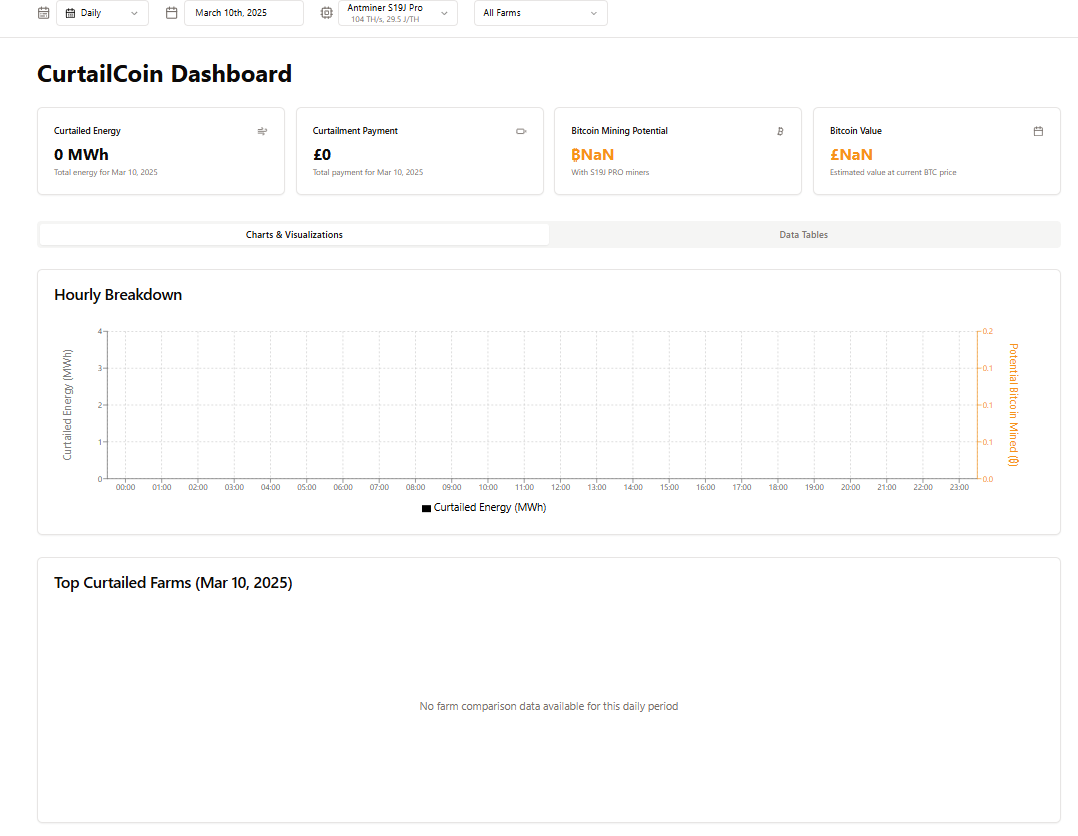 Daily
March 10th, 2025
Antminer S19J Pro
104 TH/s, 29.5 J/TH
All Farms
CurtailCoin Dashboard
Curtailed Energy
0 MWh
Total energy for Mar 10, 2025
Curtailment Payment
£0
Total payment for Mar 10, 2025
Bitcoin Mining Potential
₿NaN
With S19J PRO miners
Bitcoin Value
£NaN
Estimated value at current BTC price
Charts & Visualizations
Data Tables
Hourly Breakdown
Curtailed Energy (MWh)
4
3
2
1
0
0.2
0.1
0.1
0.1
0.0
Potential Bitcoin Mined (₿)
00:00 01:00 02:00 03:00 04:00 05:00 06:00 07:00 08:00 09:00 10:00 11:00 12:00 13:00 14:00 15:00 16:00 17:00 18:00 19:00 20:00 21:00 22:00 23:00
Curtailed Energy (MWh)
Top Curtailed Farms (Mar 10, 2025)
No farm comparison data available for this daily period